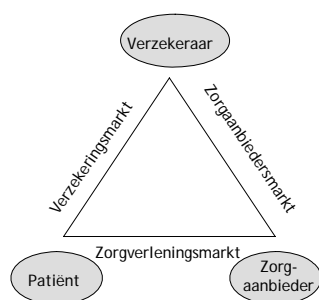 Verzekeraar
Verzekeringsmarkt
Zorgaanbiedersmarkt
Zorgverleningsmarkt
Patiënt
Zorg-
aanbieder